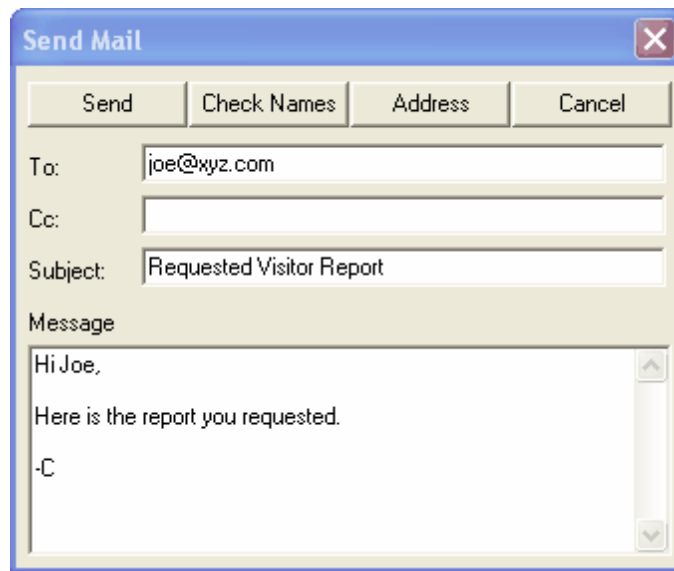 Send Mail
Send Check Names Address Cancel
To: joe@xyz.com
Cc:
Subject: Requested Visitor Report
Message
Hi Joe,
Here is the report you requested.
-C